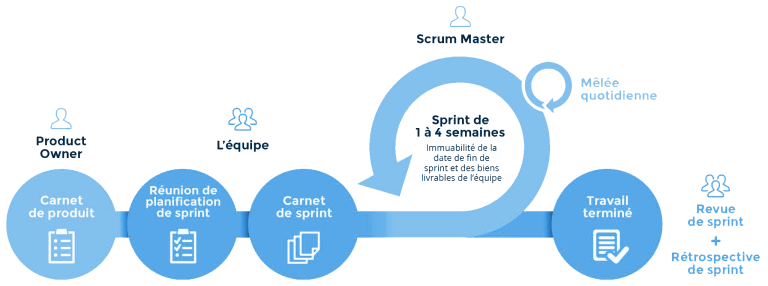 Scrum Master
Mêlée
quotidienne
Product
Owner
L'équipe
Sprint de
1 à 4 semaines
Immuabilité de la
date de fin de
sprint et des biens
livrables de l'équipe
Carnet
de produit
Réunion de
planification
de sprint
Carnet
de sprint
Travail
terminé
Revue
de sprint
+
Rétrospective
de sprint